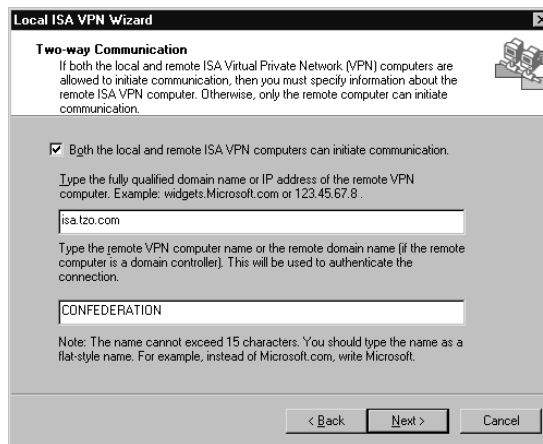 Local ISA VPN Wizard
Two-way Communication
If both the local and remote ISA Virtual Private Network (VPN) computers are
allowed to initiate communication, then you must specify information about the
remote ISA VPN computer. Otherwise, only the remote computer can initiate
communication.
Both the local and remote ISA VPN computers can initiate communication.
Type the fully qualified domain name or IP address of the remote VPN
computer. Example: widgets.Microsoft.com or 123.45.67.8 .
isa.tzo.com
Type the remote VPN computer name or the remote domain name (if the remote
computer is a domain controller). This will be used to authenticate the
connection.
CONFEDERATION
Note: The name cannot exceed 15 characters. You should type the name as a
flat-style name. For example, instead of Microsoft.com, write Microsoft.
< Back Next > Cancel